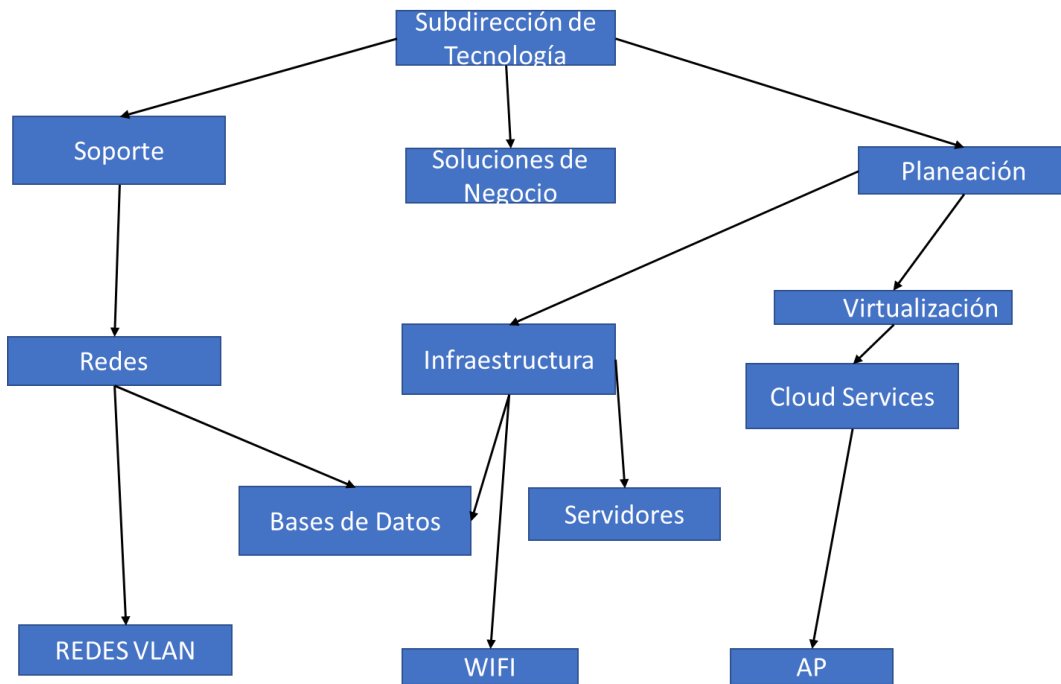 Subdirección de
Tecnología
Soporte
Soluciones de
Negocio
Planeación
Virtualización
Redes
Infraestructura
Cloud Services
Bases de Datos
Servidores
REDES VLAN
WIFI
AP